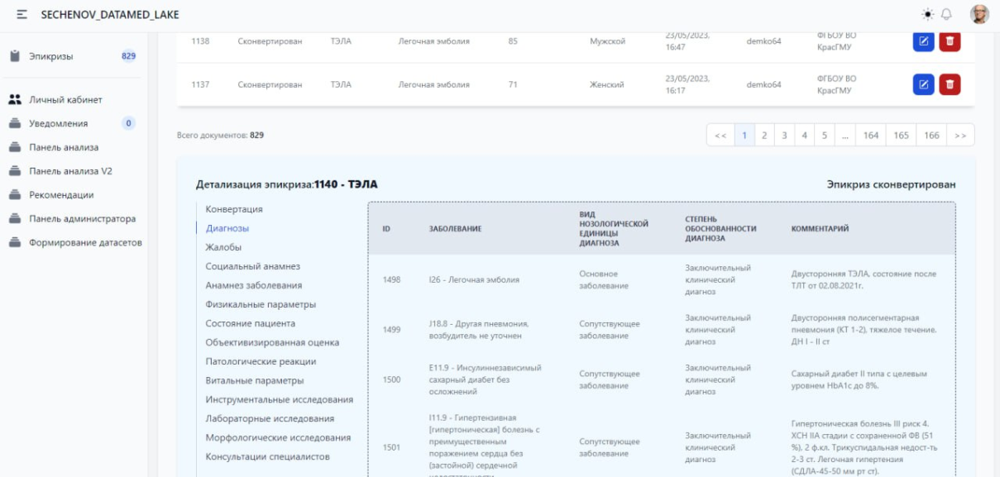 SECHENOV_DATAMED_LAKE
Эпикризы 829
Личный кабинет
Уведомления 0
Панель анализа
Панель анализа V2
Рекомендации
Панель администратора
Формирование датасетов
1138 Сконвертирован ТЭЛА Легочная эмболия 85 Мужской 23/05/2023, 16:47 demko64 ФГБОУ ВО КрасГМУ
1137 Сконвертирован ТЭЛА Легочная эмболия 71 Женский 23/05/2023, 16:17 demko64 ФГБОУ ВО КрасГМУ
Всего документов: 829
<< 1 2 3 4 5 ... 164 165 166 >>
Детализация эпикриза:1140 - ТЭЛА
Эпикриз сконвертирован
Конвертация
Диагнозы
Жалобы
Социальный анамнез
Анамнез заболевания
Физикальные параметры
Состояние пациента
Объективизированная оценка
Патологические реакции
Витальные параметры
Инструментальные исследования
Лабораторные исследования
Морфологические исследования
Консультации специалистов
ID
ЗАБОЛЕВАНИЕ
ВИД
НОЗОЛОГИЧЕСКОЙ
ЕДИНИЦЫ
ДИАГНОЗА
СТЕПЕНЬ
ОБОСНОВАННОСТИ
ДИАГНОЗА
КОММЕНТАРИЙ
1498
I26 - Легочная эмболия
Основное
заболевание
Заключительный
клинический
диагноз
Двусторонняя ТЭЛА, состояние после
ТЛТ от 02.08.2021г.
1499
J18.8 - Другая пневмония,
возбудитель не уточнен
Сопутствующее
заболевание
Заключительный
клинический
диагноз
Двусторонняя полисегментарная
пневмония (КТ 1-2), тяжелое течение.
ДН I - II ст
1500
E11.9 - Инсулиннезависимый
сахарный диабет без
осложнений
Сопутствующее
заболевание
Заключительный
клинический
диагноз
Сахарный диабет II типа с целевым
уровнем HbA1c до 8%.
1501
I11.9 - Гипертензивная
[гипертоническая] болезнь с
преимущественным
поражением сердца без
(застойной) сердечной
недостаточности
Сопутствующее
заболевание
Заключительный
клинический
диагноз
Гипертоническая болезнь III риск 4.
ХСН IIА стадии с сохраненной ФВ (51
%), 2 ф.кл. Трикуспидальная недост-ть
2-3 ст. Легочная гипертензия
(СДЛА-45-50 мм рт ст).